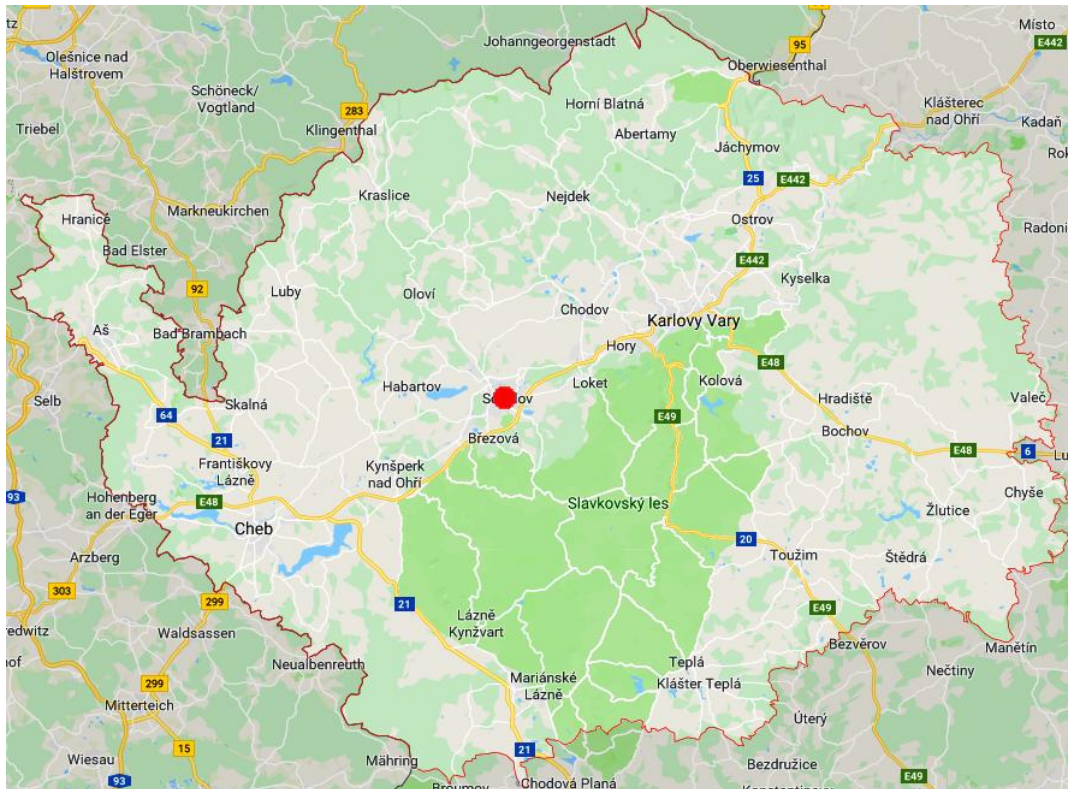 Místo
Johanngeorgenstadt
95
E442
Olešnice nad
Halštrovem
Oberwiesenthal
Schöneck/
Vogtland
Horní Blatná
Klášterec
nad Ohří
283
Triebel
Klingenthal
Abertamy
Kadaň
Jáchymov
25
E442
Kraslice
Nejdek
Markneukirchen
Hranice
Ostrov
Bad Elster
E442
Kyselka
92
Luby
Oloví
Chodov
Karlovy Vary
Aš
Bad Brambach
Hory
E48
Habartov
Loket
Kolová
Selb
Skalná
Hradiště
Valeč
64
E49
21
Březová
Bochov
E48
6
Františkovy
Lázně
Kynšperk
nad Ohří
93
Hohenberg
an der Eger
E48
Slavkovský les
Chyše
Cheb
Žlutice
20
Arzberg
Toužim
Štědrá
303
299
21
E49
Lázně
Kynžvart
Waldsassen
Bezvěrov
Manětín
Neualbenreuth
Teplá
Nečtiny
299
Mariánské
Lázně
Klášter Teplá
Mitterteich
Úterý
15
21
Wiesau
Mähring
Bezdružice
93
Chodová Planá
E49